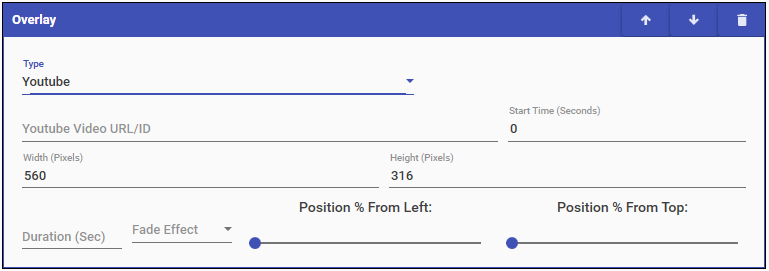 Overlay
Type
Youtube
Start Time (Seconds)
Youtube Video URL/ID
0
Width (Pixels)
Height (Pixels)
560
316
Position % From Left:
Position % From Top:
Duration (Sec)
Fade Effect